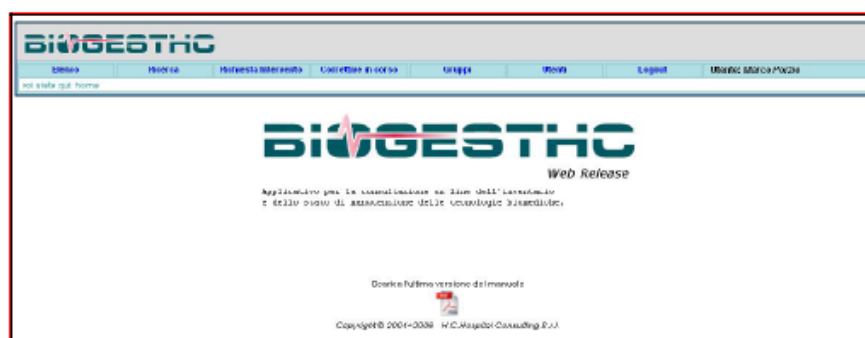 BIOGESTHC
Elenco Ricerca Richiesta Intervento Correttive in corso Gruppi Utenti Logout Utente: Marco Porzio
voi siete qui: home
BIOGESTHC
Web Release
Applicativo per la consultazione on line dell'inventario
e dello stato di manutenzione delle tecnologie biomediche.
Scarica l'ultima versione del manuale
Copyright© 2001-2006 H.C.Hospital Consulting S.r.l.